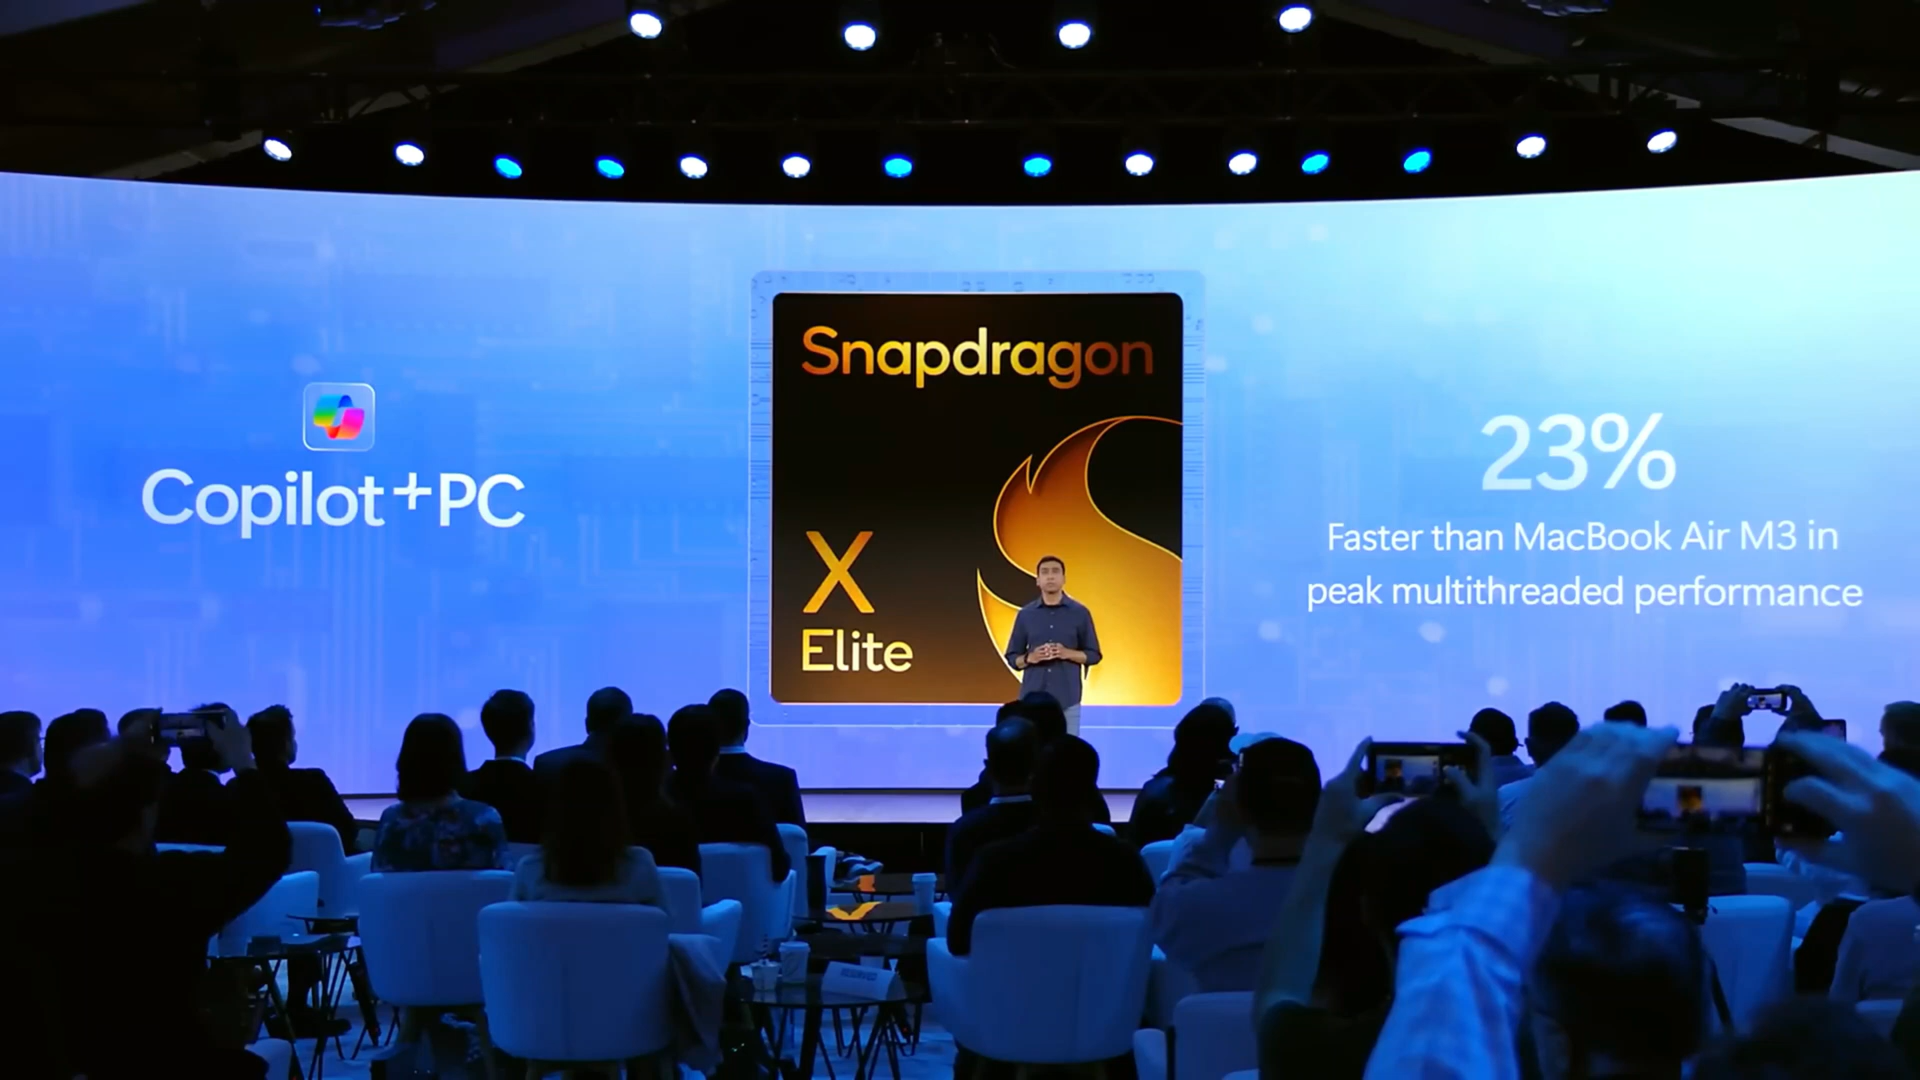 Copilot+PC
Snapdragon
X
Elite
23%
Faster than MacBook Air M3 in
peak multithreaded performance